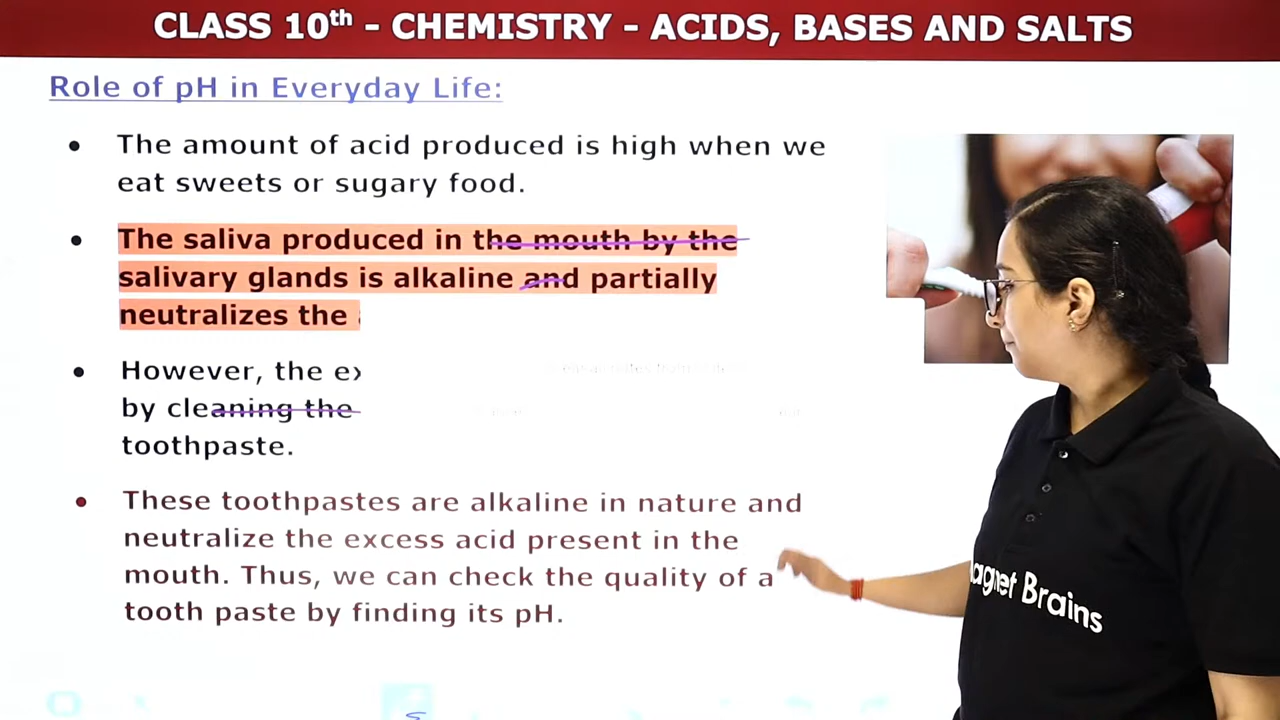 CLASS 10th - CHEMISTRY - ACIDS, BASES AND SALTS
Role of pH in Everyday Life:
• The amount of acid produced is high when we
eat sweets or sugary food.
• The saliva produced in the mouth by the
salivary glands is alkaline and partially
neutralizes the
• However, the
by cleaning the
toothpaste.
• These toothpastes are alkaline in nature and
neutralize the excess acid present in the
mouth. Thus, we can check the quality of a
tooth paste by finding its pH.
Brains